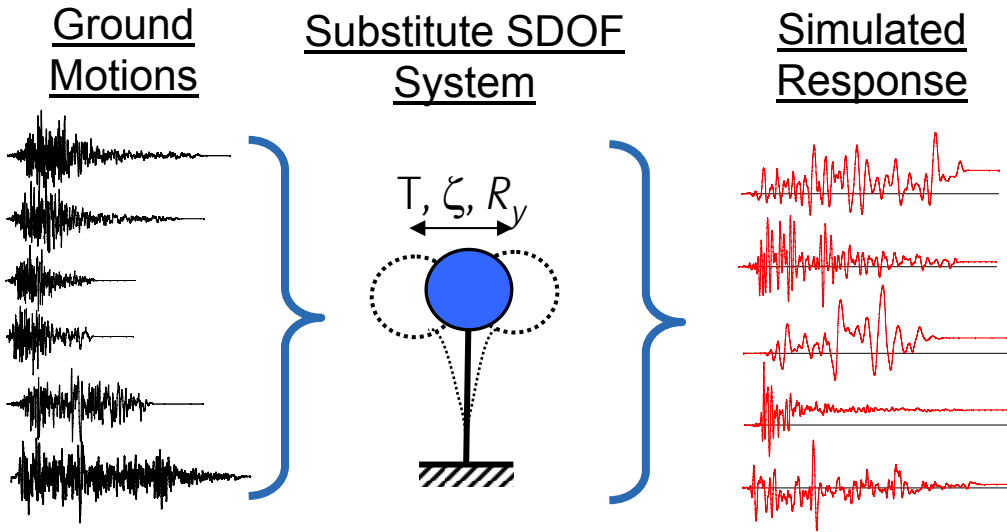 Ground
Motions
Substitute SDOF
System
Simulated
Response
T, ζ, Ry